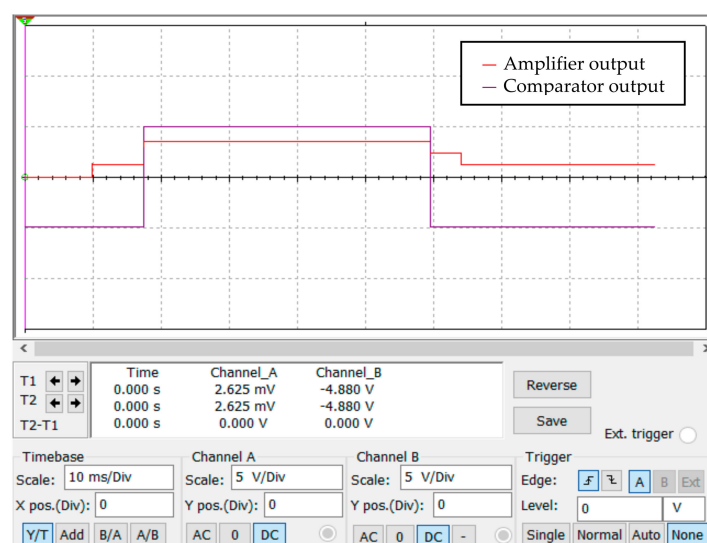 Amplifier output
Comparator output
Time Channel_A Channel_B
T1 0.000 s 2.625 mV -4.880 V
T2 0.000 s 2.625 mV -4.880 V
T2-T1 0.000 s 0.000 V 0.000 V
Reverse
Save
Ext. trigger
Timebase
Scale: 10 ms/Div
X pos.(Div): 0
Y/T Add B/A A/B
Channel A
Scale: 5 V/Div
Y pos.(Div): 0
AC 0 DC
Channel B
Scale: 5 V/Div
Y pos.(Div): 0
AC 0 DC -
Trigger
Edge: A B Ext
Level: 0 V
Single Normal Auto None